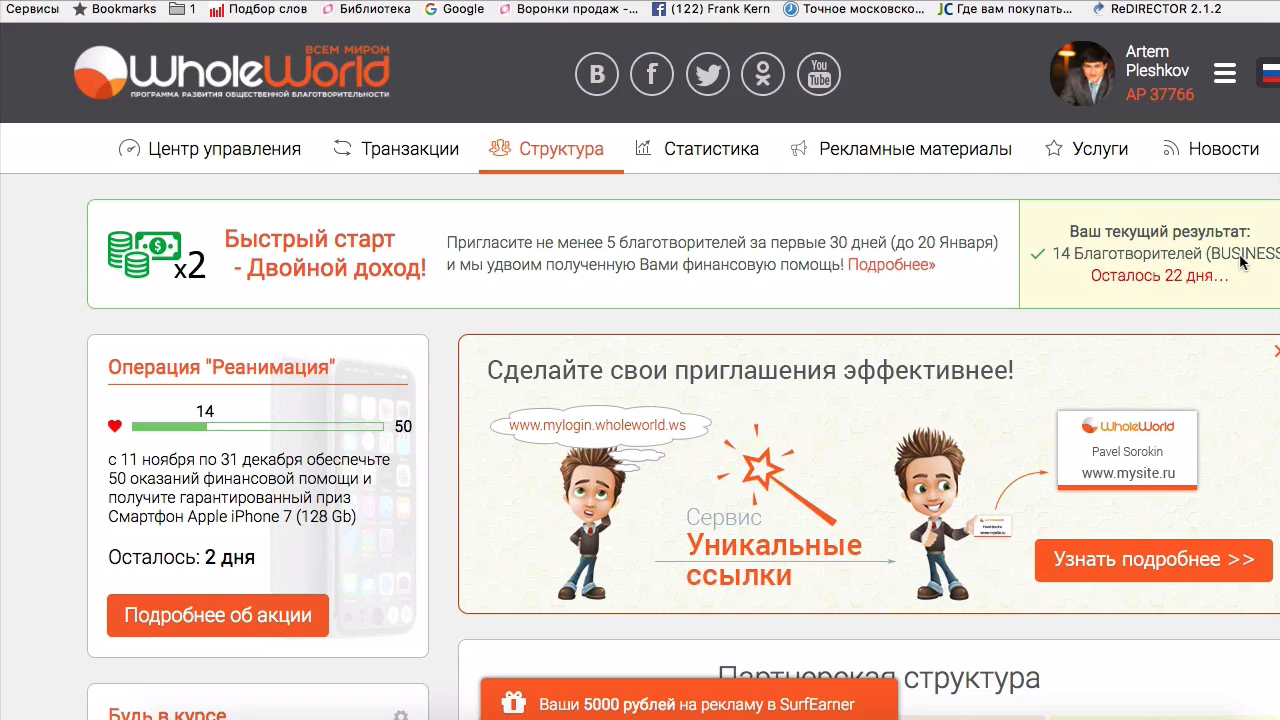 Сервисы Bookmarks 1 Подбор слов Библиотека Google Воронки продаж -... (122) Frank Kern Точное московско... JC Где вам покупать... ReDIRECTOR 2.1.2
ВСЕМ МИРОМ
WholeWorld
ПРОГРАММА РАЗВИТИЯ ОБЩЕСТВЕННОЙ БЛАГОТВОРИТЕЛЬНОСТИ
B f You Tube
Artem
Pleshkov
AP 37766
Центр управления Транзакции Структура Статистика Рекламные материалы Услуги Новости
x2
Быстрый старт
- Двойной доход!
Пригласите не менее 5 благотворителей за первые 30 дней (до 20 Января)
и мы удвоим полученную Вами финансовую помощь! Подробнее»
Ваш текущий результат:
14 Благотворителей (BUSINESS
Осталось 22 дня...
Операция "Реанимация"
14
50
с 11 ноября по 31 декабря обеспечьте
50 оказаний финансовой помощи и
получите гарантированный приз
Смартфон Apple iPhone 7 (128 Gb)
Осталось: 2 дня
Подробнее об акции
Сделайте свои приглашения эффективнее!
www.mylogin.wholeworld.ws
Сервис
Уникальные
ссылки
WholeWorld
Pavel Sorokin
www.mysite.ru
Узнать подробнее >>
Партнерская структура
Ваши 5000 рублей на рекламу в SurfEarner
Будь в курсе